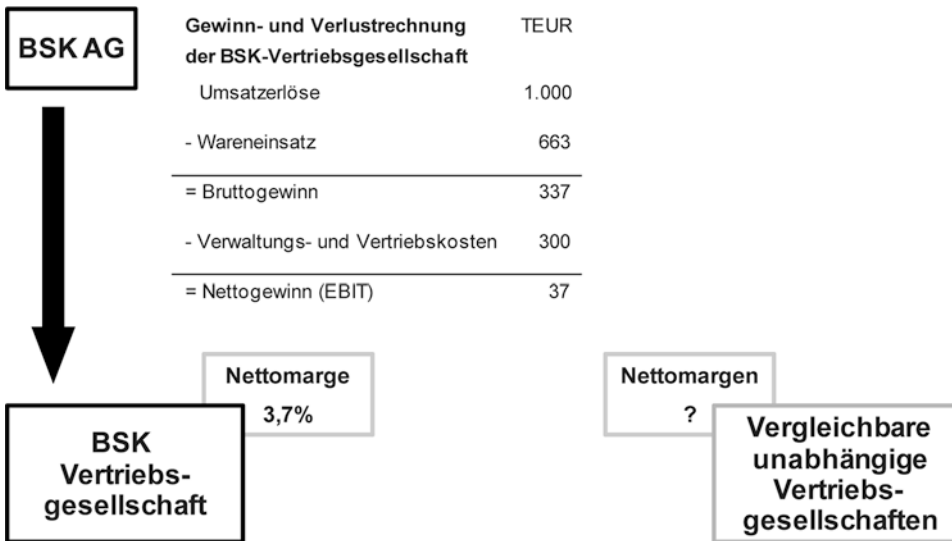 BSK AG
Gewinn- und Verlustrechnung TEUR
der BSK-Vertriebsgesellschaft
Umsatzerlöse 1.000
- Wareneinsatz 663
= Bruttogewinn 337
- Verwaltungs- und Vertriebskosten 300
= Nettogewinn (EBIT) 37
Nettomarge
3,7%
Nettomargen
?
BSK
Vertriebs-
gesellschaft
Vergleichbare
unabhängige
Vertriebs-
gesellschaften